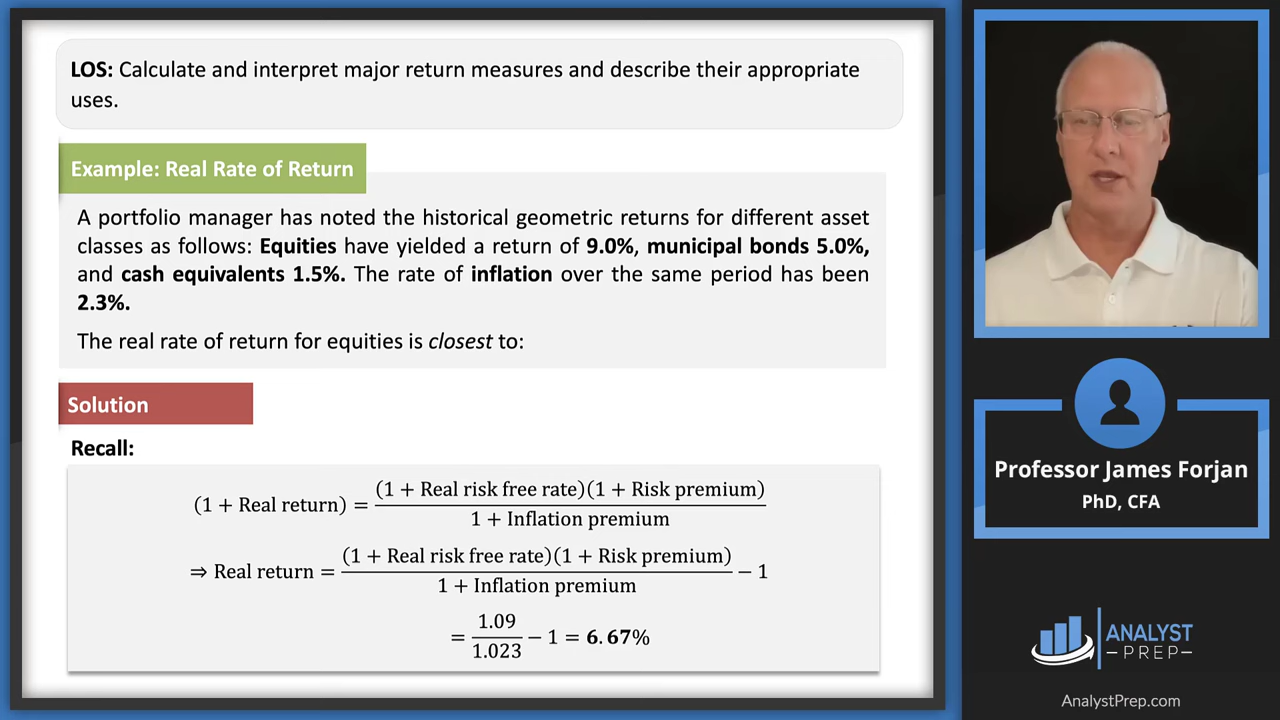 LOS: Calculate and interpret major return measures and describe their appropriate
uses.
Example: Real Rate of Return
A portfolio manager has noted the historical geometric returns for different asset
classes as follows: Equities have yielded a return of 9.0%, municipal bonds 5.0%,
and cash equivalents 1.5%. The rate of inflation over the same period has been
2.3%.
The real rate of return for equities is closest to:
Solution
Recall:
(1 + Real return) = (1 + Real risk free rate)(1 + Risk premium)
1 + Inflation premium
⇒ Real return = (1 + Real risk free rate)(1 + Risk premium) − 1
1 + Inflation premium
= 1.09 − 1 = 6.67%
1.023
Professor James Forjan
PhD, CFA
ANALYST
PREP
AnalystPrep.com